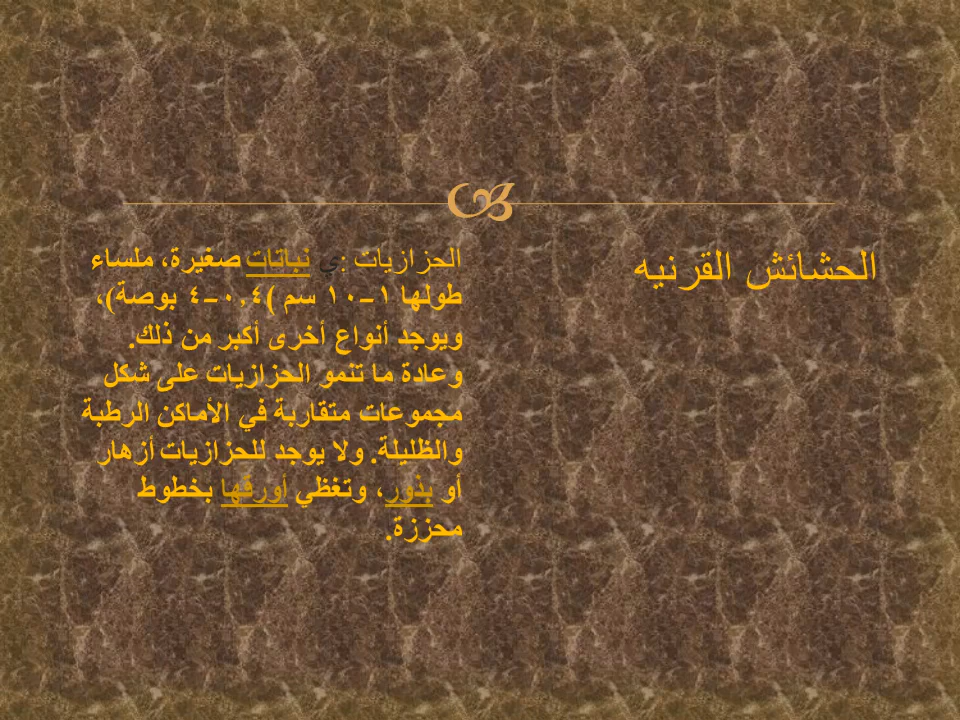 الحشائش القرنيه
الحزازيات :ي نباتات صغيرة، ملساء
طولها ١-١٠ سم )٠,٤-٤ بوصة(،
ويوجد أنواع أخرى أكبر من ذلك.
وعادة ما تنمو الحزازيات على شكل
مجموعات متقاربة في الأماكن الرطبة
والظليلة. ولا يوجد للحزازيات أزهار
أو بذور، وتغظي أورقها بخطوط
محززة.